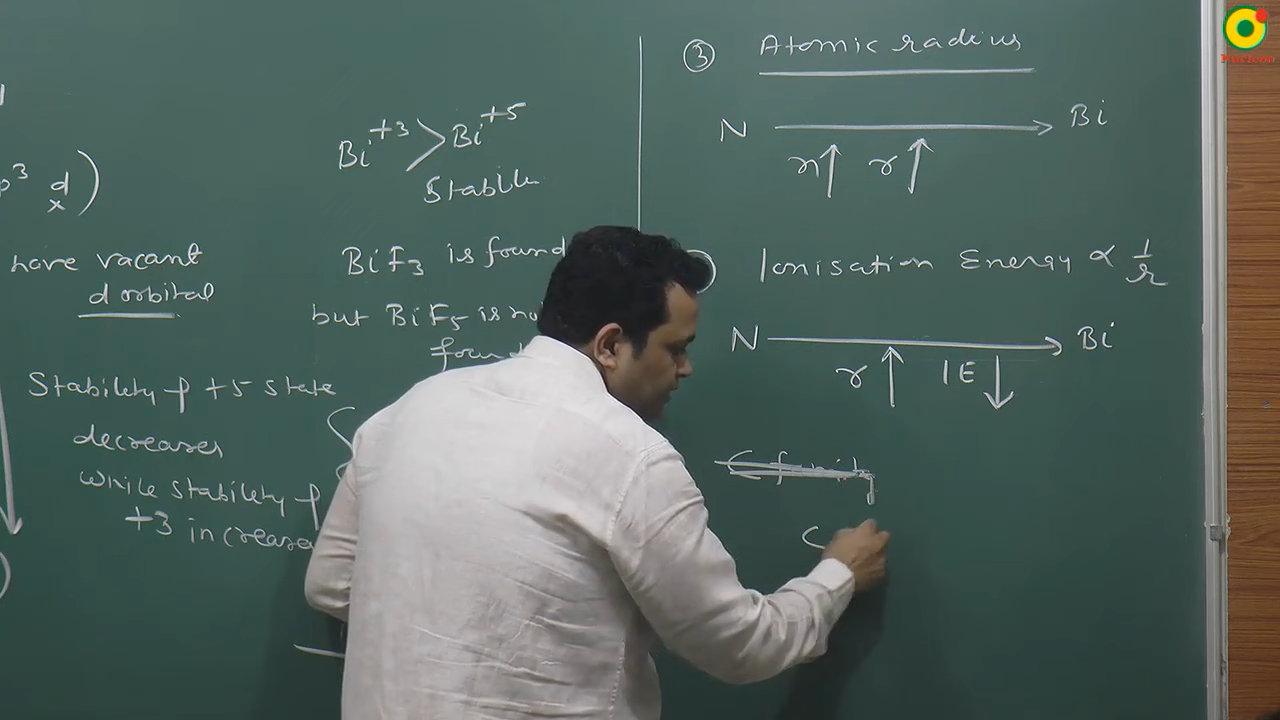 p³ d )
x
have vacant
d orbital
Stability of +5 state
decreases
while stability of
+3 increases
Bi⁺³ > Bi⁺⁵
Stable
BiF₃ is found
but BiF₅ is
found
③ Atomic radius
N → Bi
n↑ r↑
Ionisation Energy ∝ 1/r
N → Bi
r↑ IE↓
Nucleon